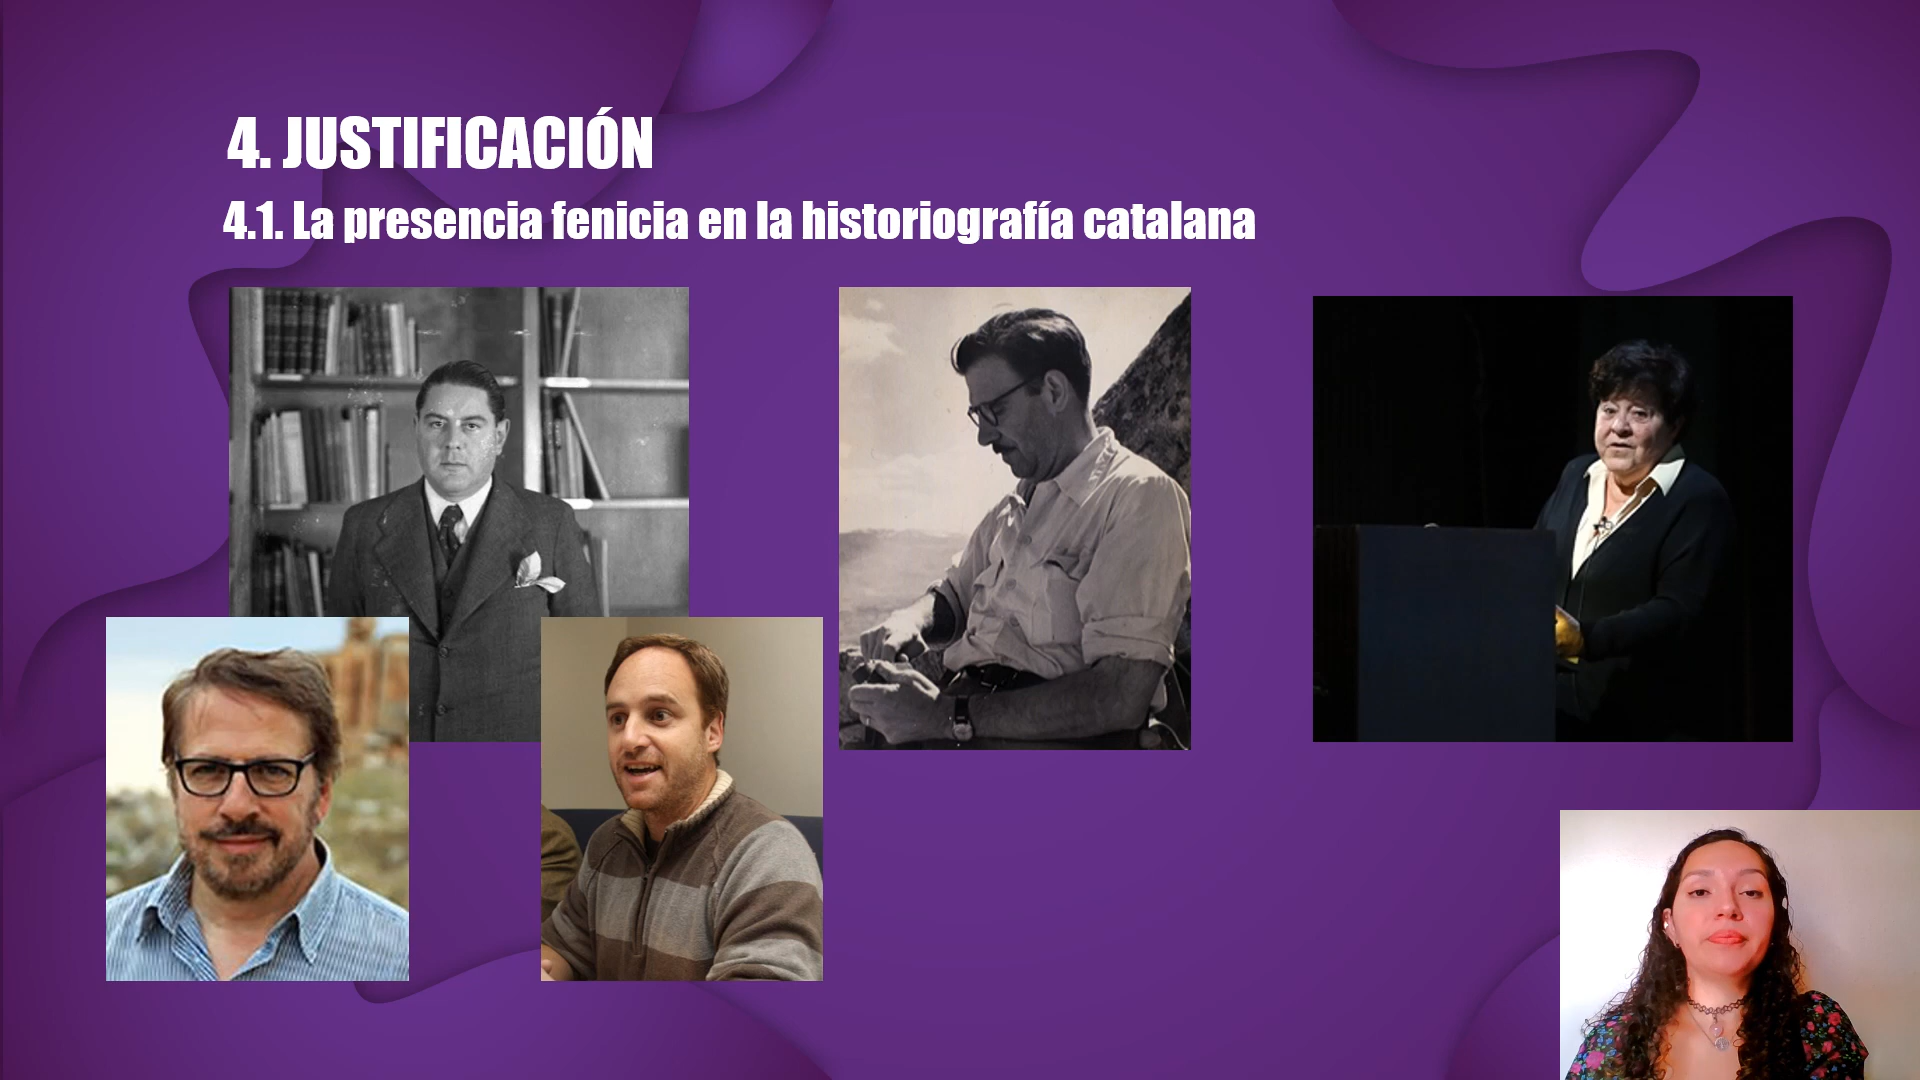 4. JUSTIFICACIÓN
4.1. La presencia fenicia en la historiografía catalana